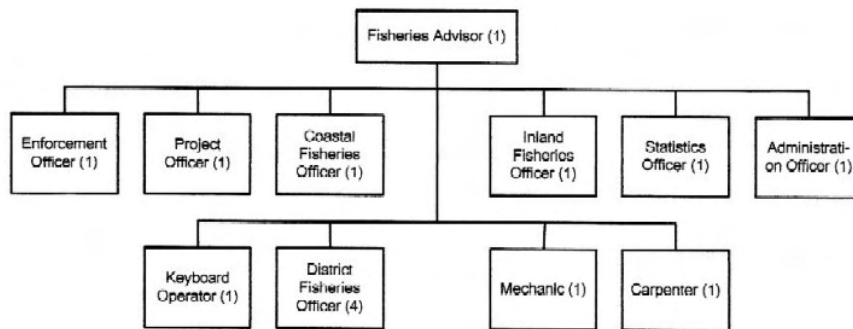 Fisheries Advisor (1)
Enforcement
Officer (1)
Project
Officer (1)
Coastal
Fisheries
Officer (1)
Inland
Fisheries
Officer (1)
Statistics
Officer (1)
Administrati-
on Officer (1)
Keyboard
Operator (1)
District
Fisheries
Officer (4)
Mechanic (1)
Carpenter (1)